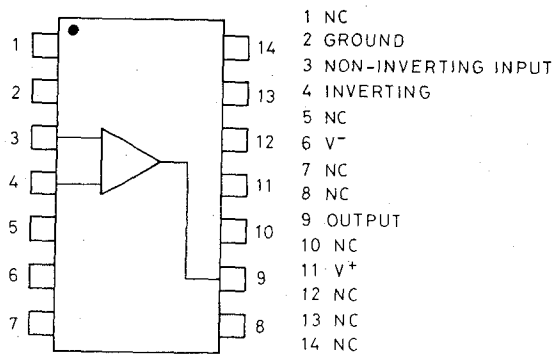 1
2
3
4
5
6
7
14
13
12
11
10
9
8
1 NC
2 GROUND
3 NON-INVERTING INPUT
4 INVERTING
5 NC
6 V⁻
7 NC
8 NC
9 OUTPUT
10 NC
11 V⁺
12 NC
13 NC
14 NC